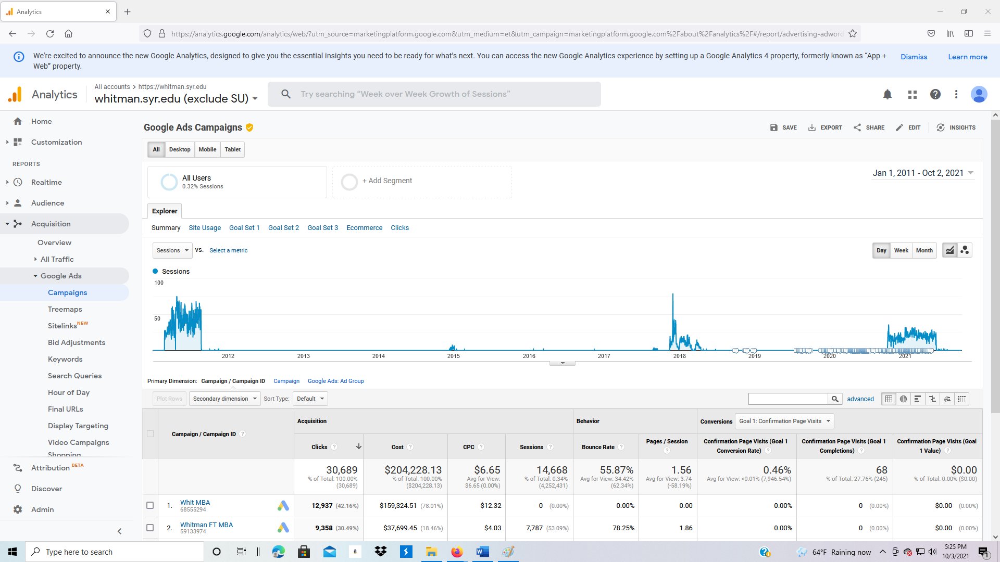 Analytics
https://analytics.google.com/analytics/web/?utm_source=marketingplatform.google.com&utm_medium=et&utm_campaign=marketingplatform.google.com%2Fabout%2Fanalytics%2F#/report/advertising-adword
We're excited to announce the new Google Analytics, designed to give you the essential insights you need to be ready for what's next. You can access the new Google Analytics experience by setting up a Google Analytics 4 property, formerly known as “App +
Web” property.
Dismiss
Learn more
Analytics
All accounts > https://whitman.syr.edu
whitman.syr.edu (exclude SU)
Try searching “Week over Week Growth of Sessions”
Home
Customization
REPORTS
Realtime
Audience
Acquisition
Overview
All Traffic
Google Ads
Campaigns
Treemaps
Sitelinks NEW
Bid Adjustments
Keywords
Search Queries
Hour of Day
Final URLs
Display Targeting
Video Campaigns
Shopping
Attribution BETA
Discover
Admin
Google Ads Campaigns
SAVE EXPORT SHARE EDIT INSIGHTS
All Desktop Mobile Tablet
All Users
0.32% Sessions
+ Add Segment
Jan 1, 2011 - Oct 2, 2021
Explorer
Summary Site Usage Goal Set 1 Goal Set 2 Goal Set 3 Ecommerce Clicks
Sessions VS. Select a metric
Day Week Month
Sessions
100
50
2012 2013 2014 2015 2016 2017 2018 2019 2020 2021
Primary Dimension: Campaign / Campaign ID Campaign Google Ads: Ad Group
Plot Rows Secondary dimension Sort Type: Default advanced
Campaign / Campaign ID ?
Acquisition
Behavior
Conversions Goal 1: Confirmation Page Visits
Clicks ? Cost ? CPC ? Sessions ? Bounce Rate ? Pages / Session ?
Confirmation Page Visits (Goal 1 Conversion Rate) ?
Confirmation Page Visits (Goal 1 Completions) ?
Confirmation Page Visits (Goal 1 Value) ?
30,689 $204,228.13 $6.65 14,668 55.87% 1.56 0.46% 68 $0.00
% of Total: 100.00% % of Total: 100.00% Avg for View: % of Total: 0.34% Avg for View: 34.42% Avg for View: 3.74 Avg for View: <0.01% (7,946.54%) % of Total: 27.76% (245) % of Total: 0.00% ($0.00)
(30,689) ($204,228.13) $6.65 (0.00%) (4,252,431) (62.34%) (-58.19%)
1. Whit MBA 12,937 (42.16%) $159,324.51 (78.01%) $12.32 0 (0.00%) 0.00% 0.00 0.00% 0 (0.00%) $0.00 (0.00%)
68555294
2. Whitman FT MBA 9,358 (30.49%) $37,699.45 (18.46%) $4.03 7,787 (53.09%) 78.25% 1.86 0.00% 0 (0.00%) $0.00 (0.00%)
59133974
Type here to search
a
W
64°F Raining now
5:25 PM
10/3/2021
1